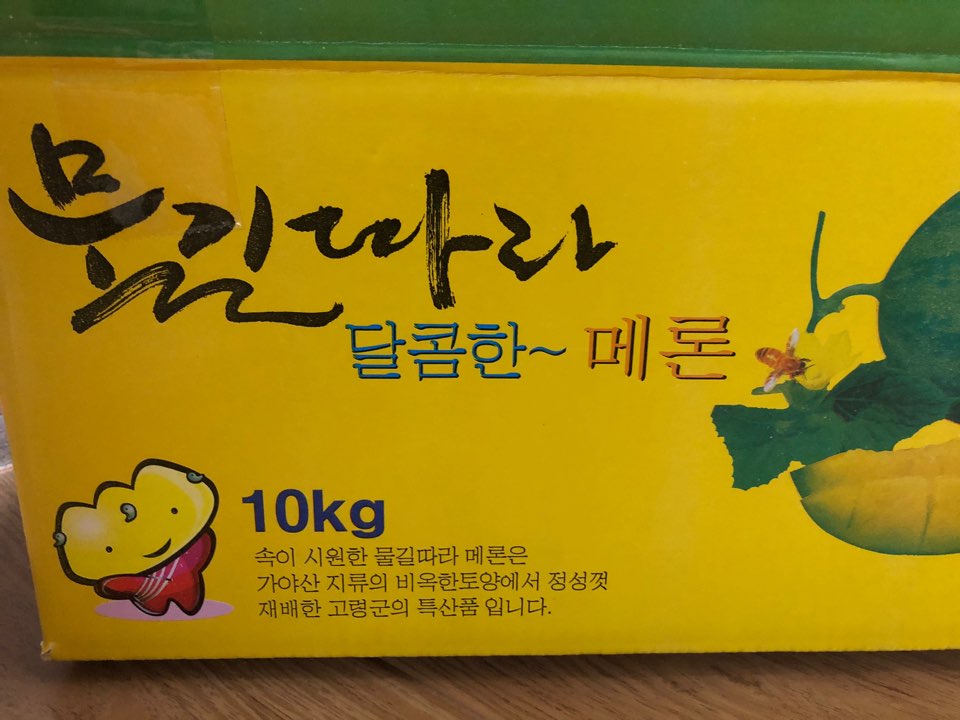 물길따라
달콤한~ 메론
10kg
속이 시원한 물길따라 메론은
가야산 지류의 비옥한토양에서 정성껏
재배한 고령군의 특산품 입니다.